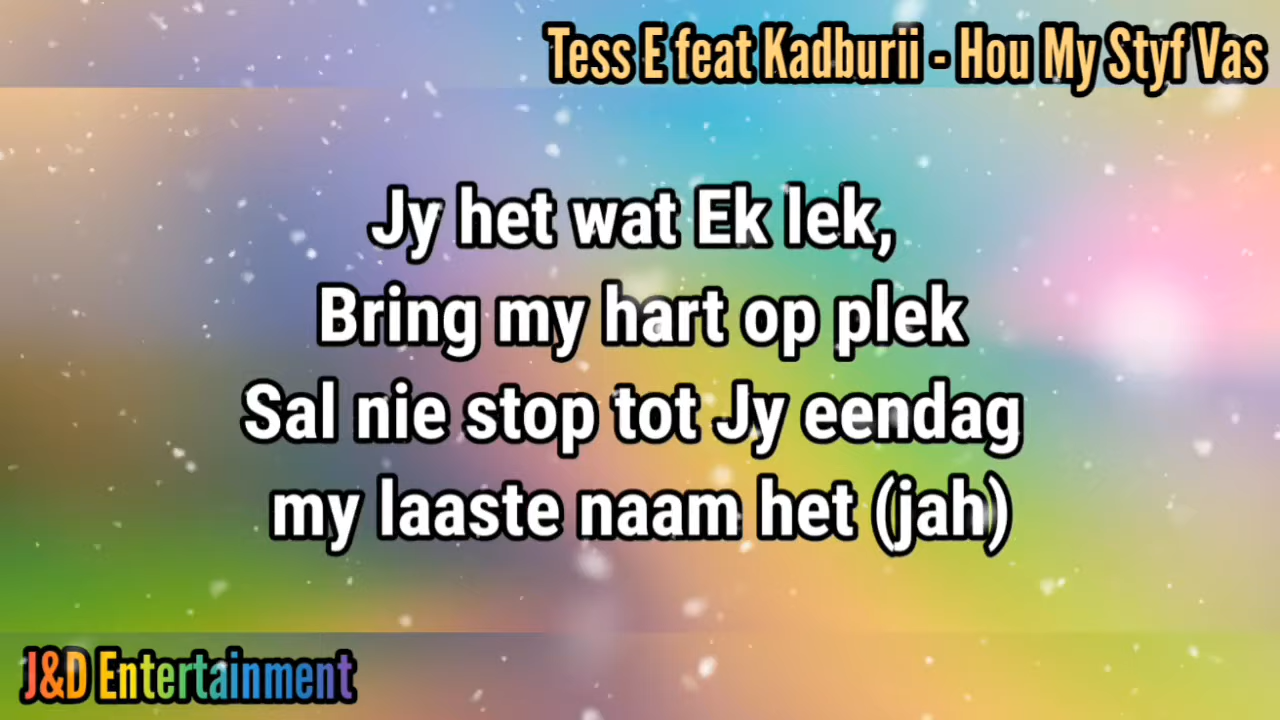 Tess E feat Kadburii - Hou My Styf Vas
Jy het wat Ek lek,
Bring my hart op plek
Sal nie stop tot Jy eendag
my laaste naam het (jah)
J&D Entertainment